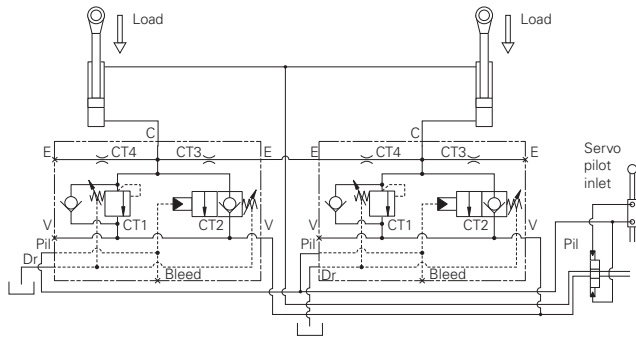 Load
Load
C
C
E
CT4
CT3
E
E
CT4
CT3
E
Servo
pilot
inlet
V
CT1
CT2
V
V
CT1
CT2
V
Pil
Pil
Pil
Dr
Bleed
Dr
Bleed